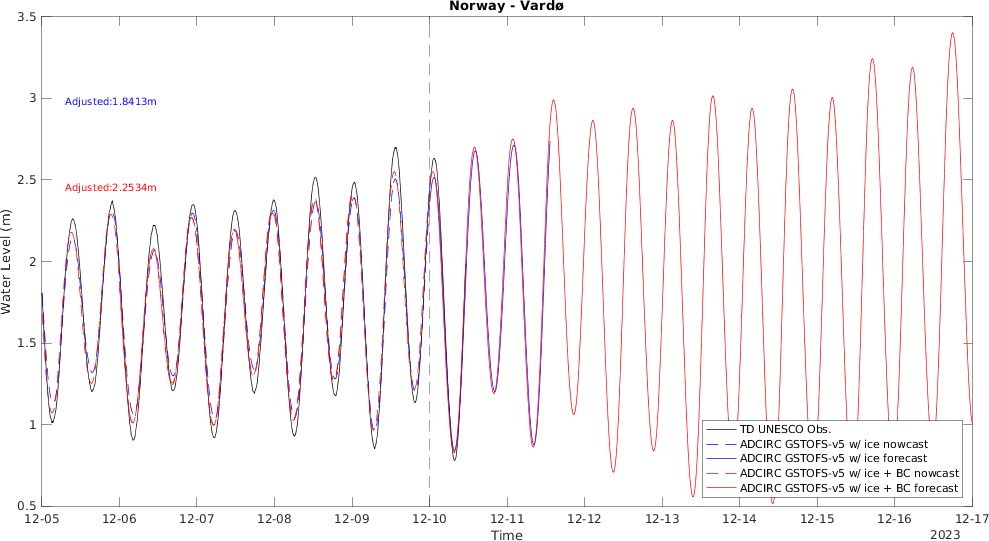 Norway - Vardø
3.5
3
2.5
2
1.5
1
0.5
Water Level (m)
Adjusted:1.8413m
Adjusted:2.2534m
TD UNESCO Obs.
ADCIRC GSTOFS-v5 w/ ice nowcast
ADCIRC GSTOFS-v5 w/ ice forecast
ADCIRC GSTOFS-v5 w/ ice + BC nowcast
ADCIRC GSTOFS-v5 w/ ice + BC forecast
12-05 12-06 12-07 12-08 12-09 12-10 12-11 12-12 12-13 12-14 12-15 12-16 12-17
Time
2023